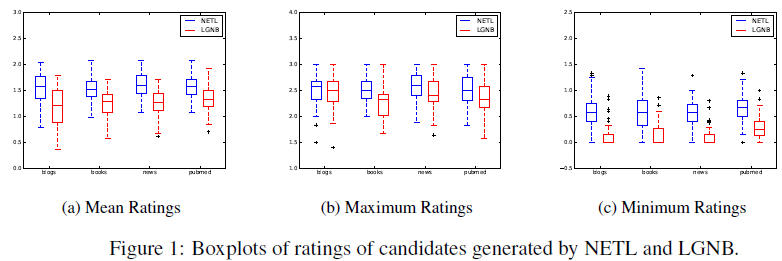 3.0
2.5
2.0
1.5
1.0
0.5
0.0
NETL
LGNB
blogs
books
news
pubmed
4.0
3.5
3.0
2.5
2.0
1.5
1.0
NETL
LGNB
blogs
books
news
pubmed
2.5
2.0
1.5
1.0
0.5
0.0
−0.5
NETL
LGNB
blogs
books
news
pubmed
(a) Mean Ratings
(b) Maximum Ratings
(c) Minimum Ratings
Figure 1: Boxplots of ratings of candidates generated by NETL and LGNB.